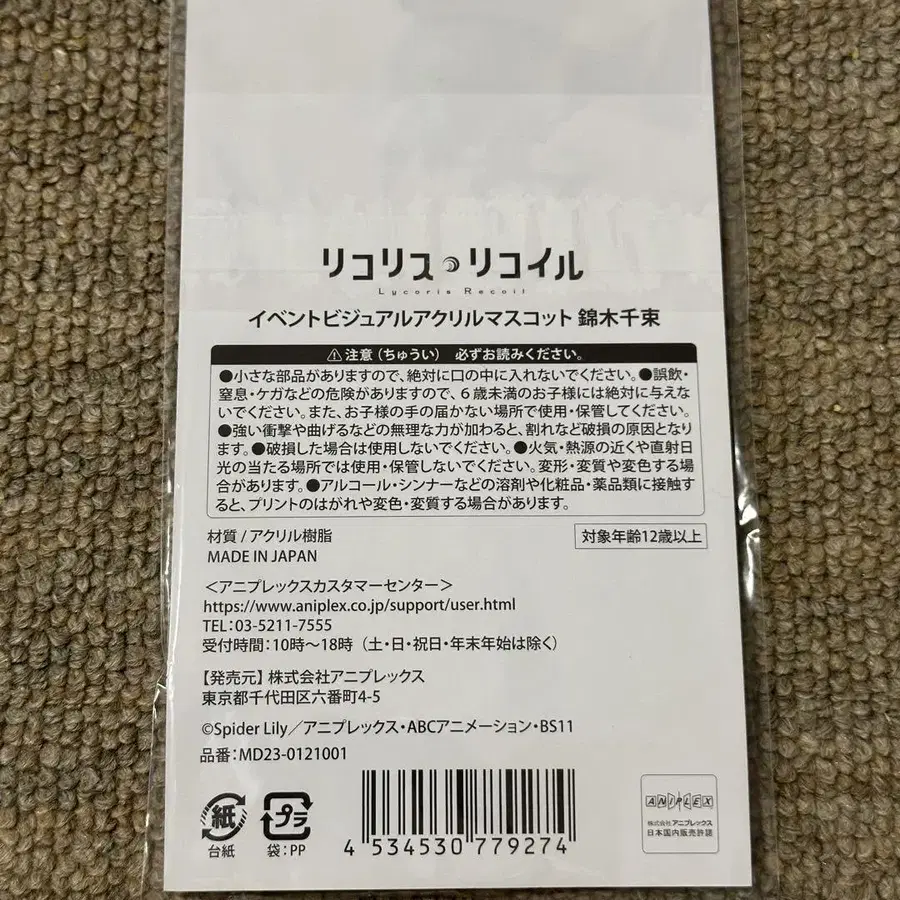 リコリス・リコイル
Lycoris Recoil
イベントビジュアルアクリルマスコット 錦木千束
⚠注意(ちゅうい) 必ずお読みください。
●小さな部品がありますので、絶対に口の中に入れないでください。●誤飲・
窒息・ケガなどの危険がありますので、6歳未満のお子様には絶対に与えな
いでください。また、お子様の手の届かない場所で使用・保管してください。
●強い衝撃や曲げるなどの無理な力が加わると、割れなど破損の原因となり
ます。●破損した場合は使用しないでください。●火気・熱源の近くや直射日
光の当たる場所では使用・保管しないでください。変形・変質や変色する場
合があります。●アルコール・シンナーなどの溶剤や化粧品・薬品類に接触す
ると、プリントのはがれや変色・変質する場合があります。
材質/アクリル樹脂
対象年齢12歳以上
MADE IN JAPAN
<アニプレックスカスタマーセンター>
https://www.aniplex.co.jp/support/user.html
TEL:03-5211-7555
受付時間:10時〜18時(土・日・祝日・年末年始は除く)
【発売元】株式会社アニプレックス
東京都千代田区六番町4-5
©Spider Lily/アニプレックス・ABCアニメーション・BS11
品番:MD23-0121001
紙
台紙
プラ
袋:PP
4 534530 779274
ANIPLEX
株式会社アニプレックス
日本国内販売許諾